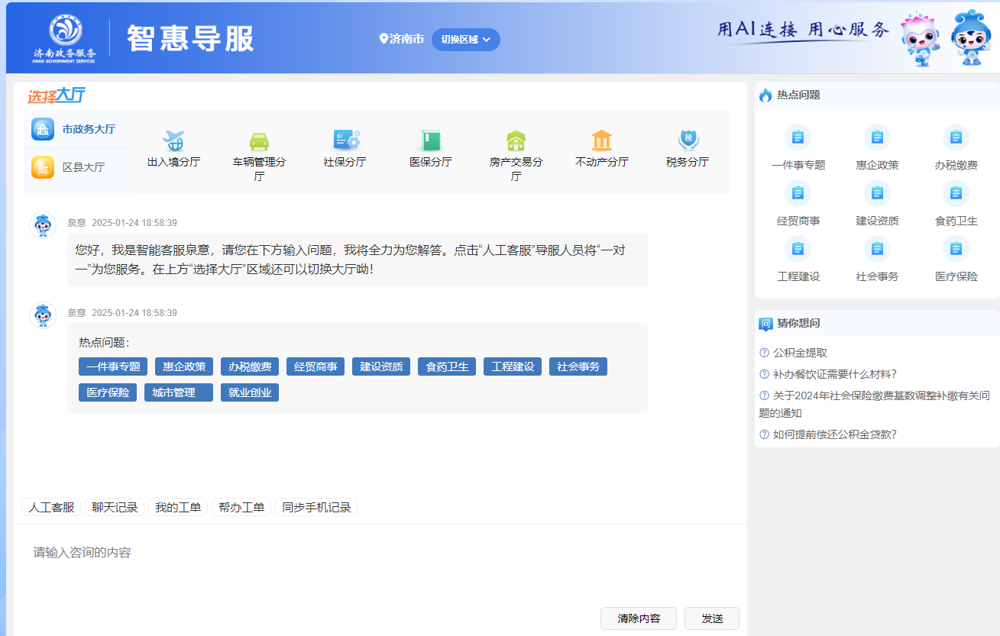 济南政务服务
JINAN GOVERNMENT SERVICES
智惠导服
济南市
切换区域
用AI连接 用心服务
选择大厅
市政务大厅
区县大厅
出入境分厅
车辆管理分
厅
社保分厅
医保分厅
房产交易分
厅
不动产分厅
税
税务分厅
泉意 2025-01-24 18:58:39
您好，我是智能客服泉意，请您在下方输入问题，我将全力为您解答。点击“人工客服”导服人员将“一对
一”为您服务。在上方“选择大厅”区域还可以切换大厅呦！
泉意 2025-01-24 18:58:39
热点问题：
一件事专题 惠企政策 办税缴费 经贸商事 建设资质 食药卫生 工程建设 社会事务
医疗保险 城市管理 就业创业
人工客服 聊天记录 我的工单 帮办工单 同步手机记录
请输入咨询的内容
清除内容 发送
热点问题
一件事专题 惠企政策 办税缴费
经贸商事 建设资质 食药卫生
工程建设 社会事务 医疗保险
问 猜你想问
公积金提取
补办餐饮证需要什么材料？
关于2024年社会保险缴费基数调整补缴有关问
题的通知
如何提前偿还公积金贷款？